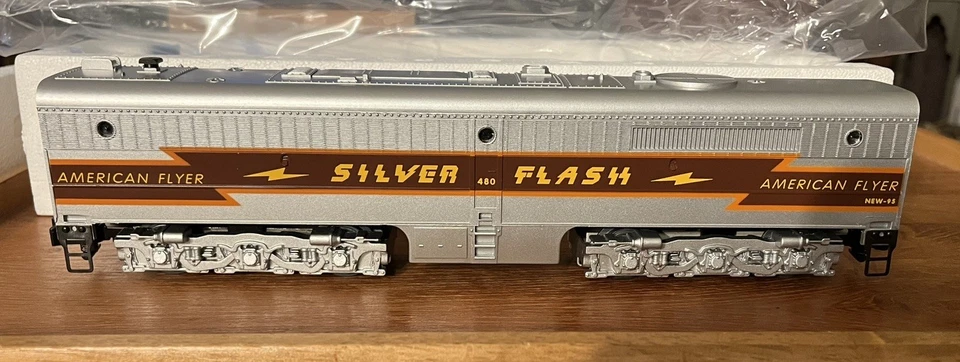 SILVER 480 FLASH
AMERICAN FLYER
AMERICAN FLYER
NEW-95